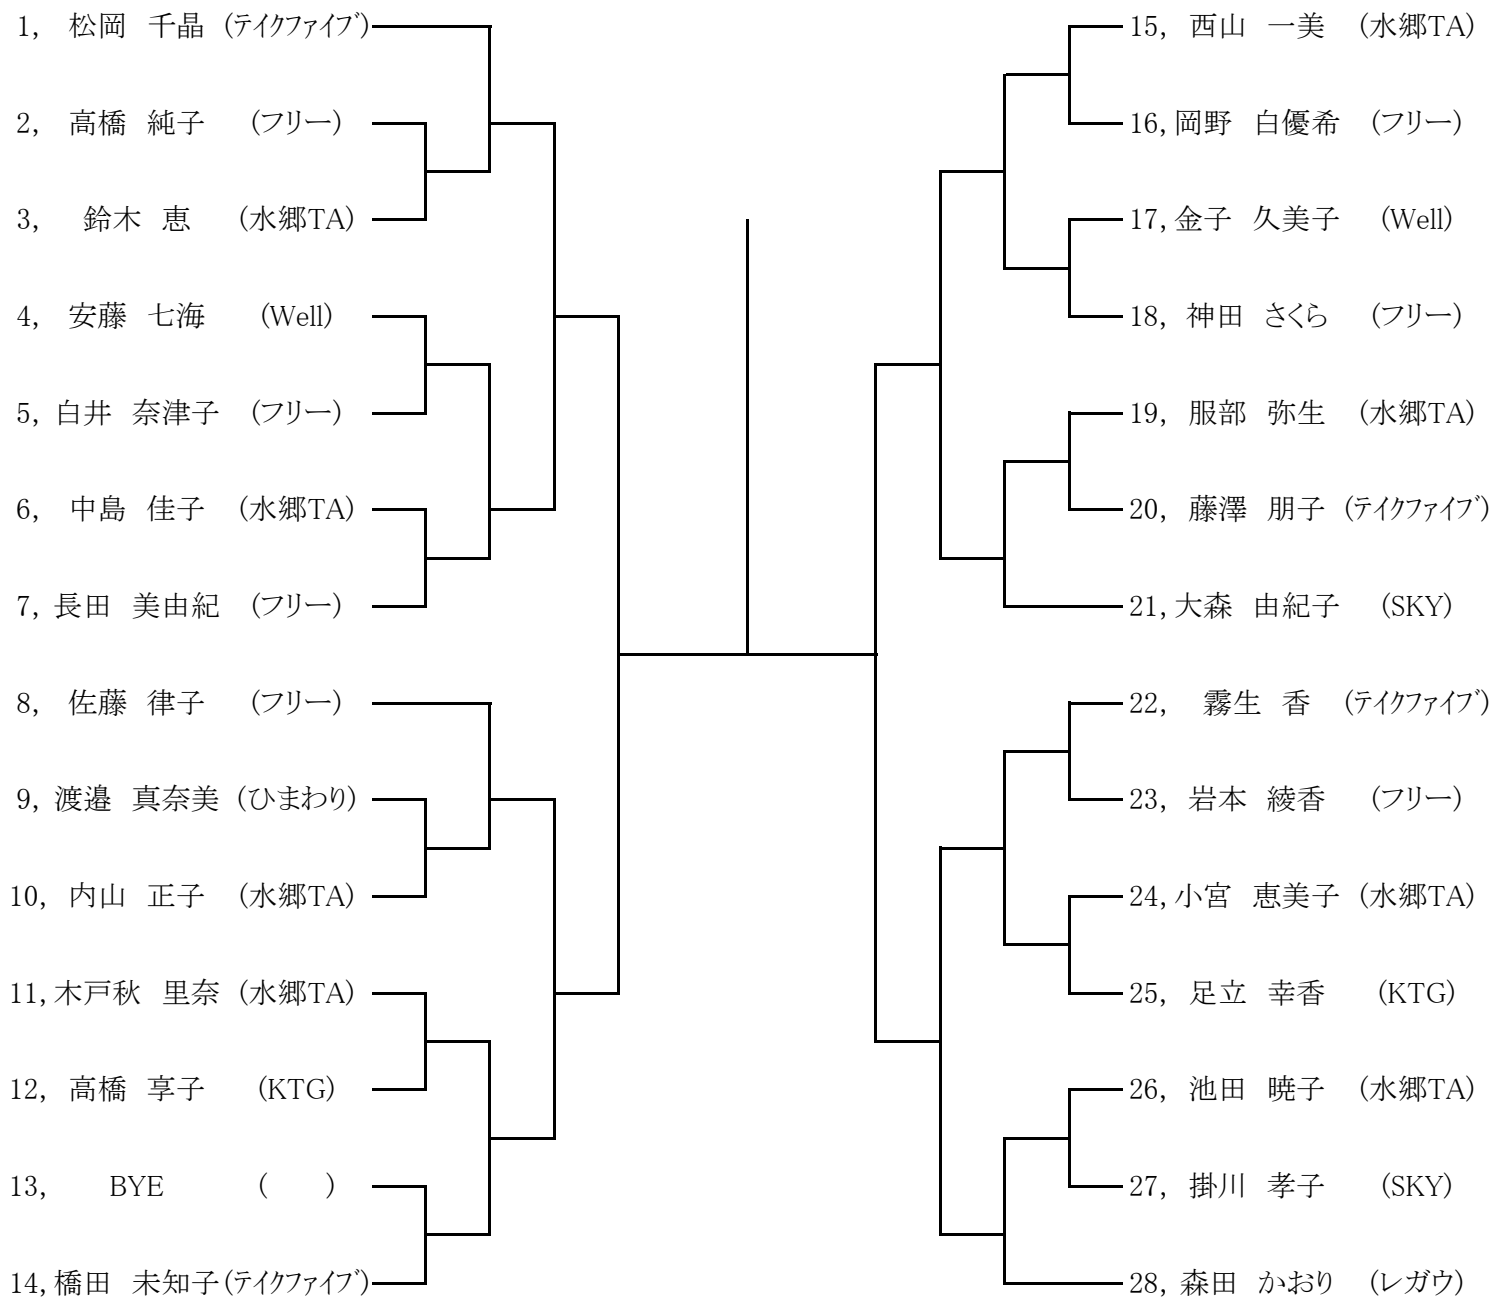 1, 松岡 千晶 (テイクファイブ)
2, 高橋 純子 (フリー)
3, 鈴木 恵 (水郷TA)
4, 安藤 七海 (Well)
5, 白井 奈津子 (フリー)
6, 中島 佳子 (水郷TA)
7, 長田 美由紀 (フリー)
8, 佐藤 律子 (フリー)
9, 渡邉 真奈美 (ひまわり)
10, 内山 正子 (水郷TA)
11, 木戸秋 里奈 (水郷TA)
12, 高橋 享子 (KTG)
13, BYE ( )
14, 橋田 未知子 (テイクファイブ)
15, 西山 一美 (水郷TA)
16, 岡野 白優希 (フリー)
17, 金子 久美子 (Well)
18, 神田 さくら (フリー)
19, 服部 弥生 (水郷TA)
20, 藤澤 朋子 (テイクファイブ)
21, 大森 由紀子 (SKY)
22, 霧生 香 (テイクファイブ)
23, 岩本 綾香 (フリー)
24, 小宮 恵美子 (水郷TA)
25, 足立 幸香 (KTG)
26, 池田 暁子 (水郷TA)
27, 掛川 孝子 (SKY)
28, 森田 かおり (レガウ)